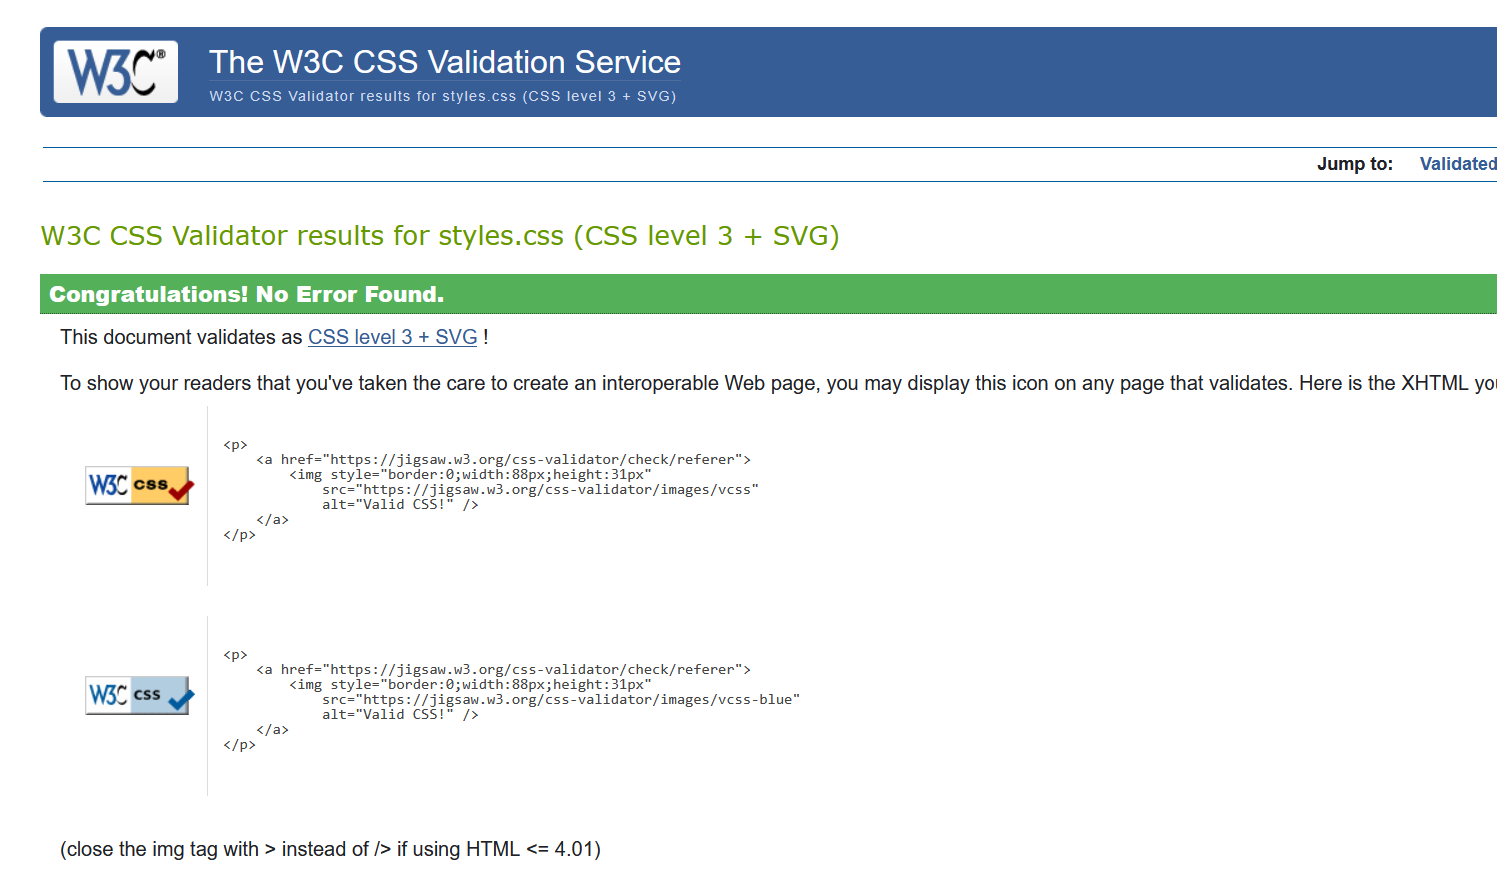 W3C®
The W3C CSS Validation Service
W3C CSS Validator results for styles.css (CSS level 3 + SVG)
Jump to: Validated
W3C CSS Validator results for styles.css (CSS level 3 + SVG)
Congratulations! No Error Found.
This document validates as CSS level 3 + SVG !
To show your readers that you've taken the care to create an interoperable Web page, you may display this icon on any page that validates. Here is the XHTML
W3C css
<p>
    <a href="https://jigsaw.w3.org/css-validator/check/referer">
        <img style="border:0;width:88px;height:31px"
            src="https://jigsaw.w3.org/css-validator/images/vcss"
            alt="Valid CSS!" />
    </a>
</p>
W3C css
<p>
    <a href="https://jigsaw.w3.org/css-validator/check/referer">
        <img style="border:0;width:88px;height:31px"
            src="https://jigsaw.w3.org/css-validator/images/vcss-blue"
            alt="Valid CSS!" />
    </a>
</p>
(close the img tag with > instead of /> if using HTML <= 4.01)